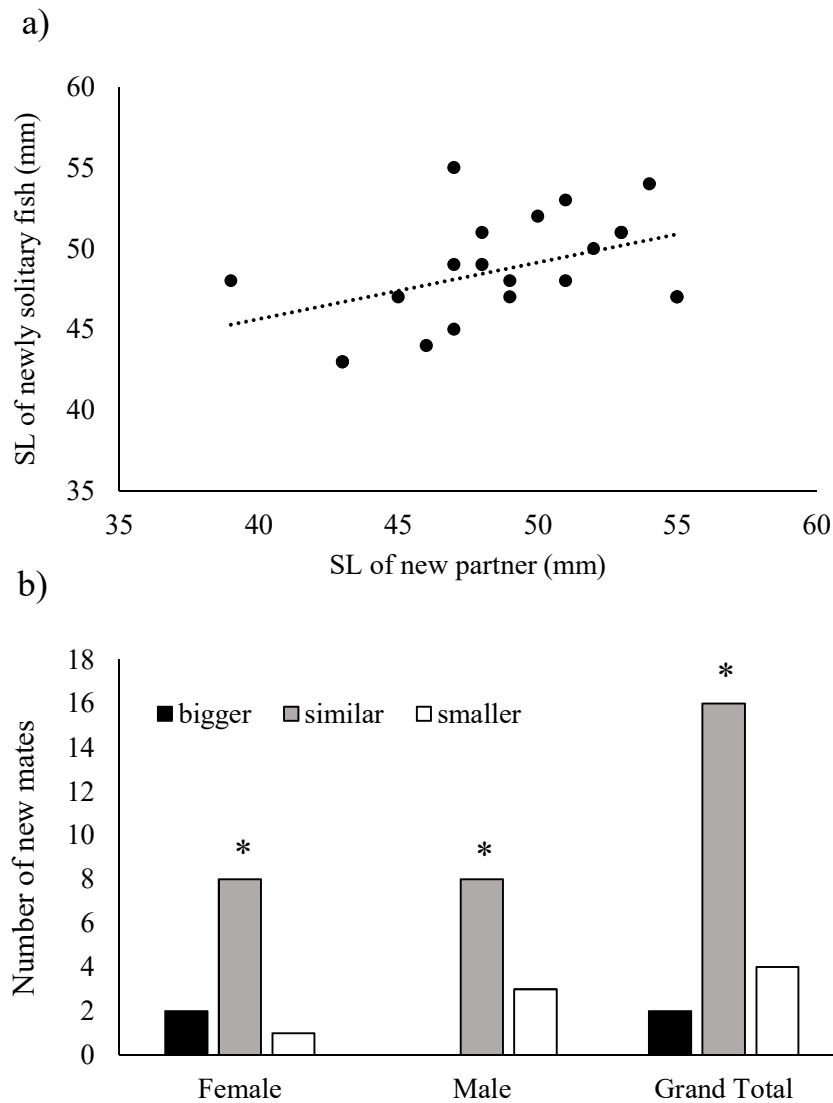 a)
60
55
50
45
40
35
SL of newly solitary fish (mm)
35 40 45 50 55 60
SL of new partner (mm)
b)
18
16
14
12
10
8
6
4
2
0
Number of new mates
bigger similar smaller
*
*
*
Female Male Grand Total